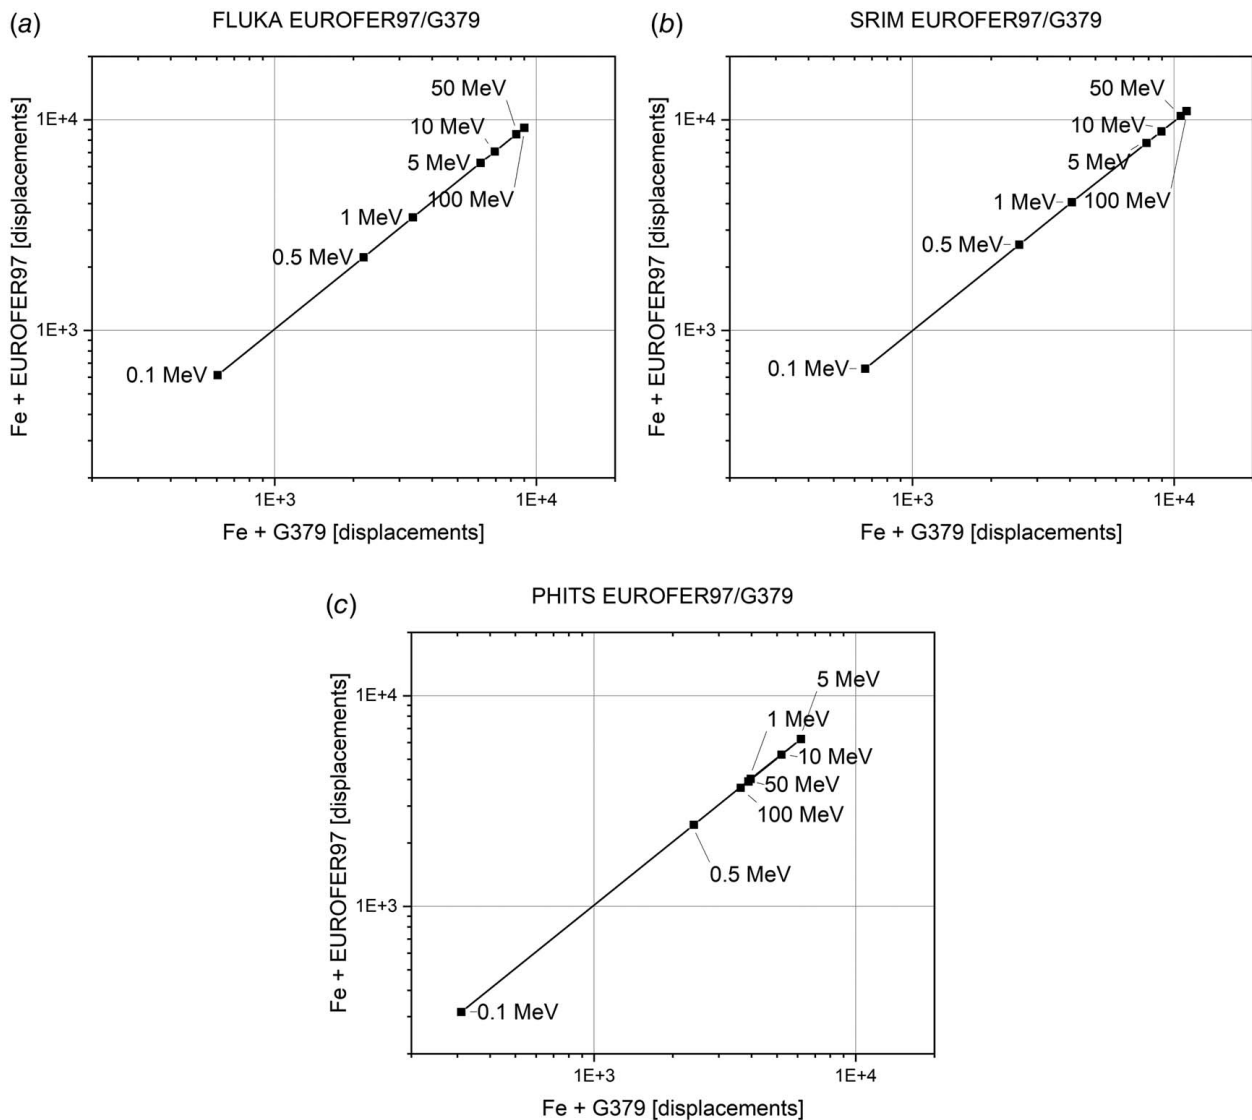 (a)
FLUKA EUROFER97/G379
Fe + EUROFER97 [displacements]
1E+4
1E+3
50 MeV
10 MeV
5 MeV
100 MeV
1 MeV
0.5 MeV
0.1 MeV
1E+3
1E+4
Fe + G379 [displacements]
(b)
SRIM EUROFER97/G379
Fe + EUROFER97 [displacements]
1E+4
1E+3
50 MeV
10 MeV
5 MeV
1 MeV
100 MeV
0.5 MeV
0.1 MeV
1E+3
1E+4
Fe + G379 [displacements]
(c)
PHITS EUROFER97/G379
Fe + EUROFER97 [displacements]
1E+4
1E+3
5 MeV
1 MeV
10 MeV
50 MeV
100 MeV
0.5 MeV
0.1 MeV
1E+3
1E+4
Fe + G379 [displacements]